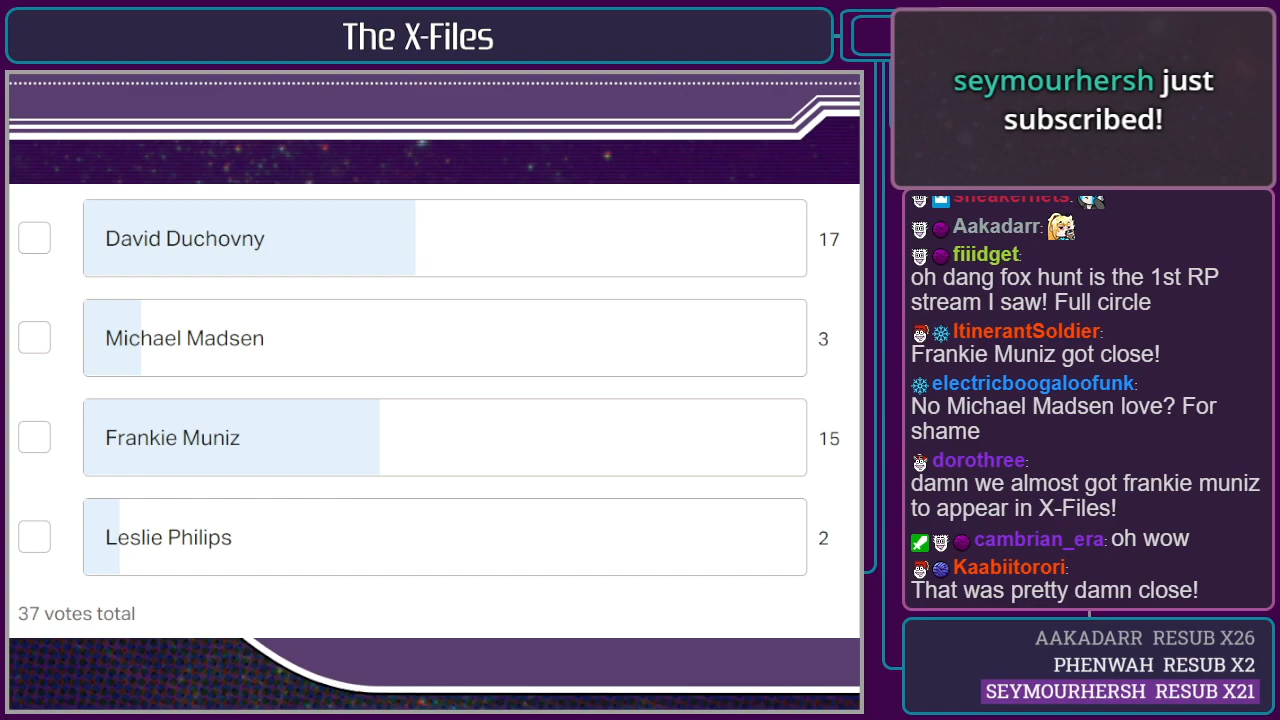 The X-Files
David Duchovny
17
Michael Madsen
3
Frankie Muniz
15
Leslie Philips
2
37 votes total
seymourhersh just
subscribed!
sneakernets:
Aakadarr:
fiiidget:
oh dang fox hunt is the 1st RP
stream I saw! Full circle
ItinerantSoldier:
Frankie Muniz got close!
electricboogaloofunk:
No Michael Madsen love? For
shame
dorothree:
damn we almost got frankie muniz
to appear in X-Files!
cambrian_era: oh wow
Kaabiitorori:
That was pretty damn close!
AAKADARR RESUB X26
PHENWAH RESUB X2
SEYMOURHERSH RESUB X21